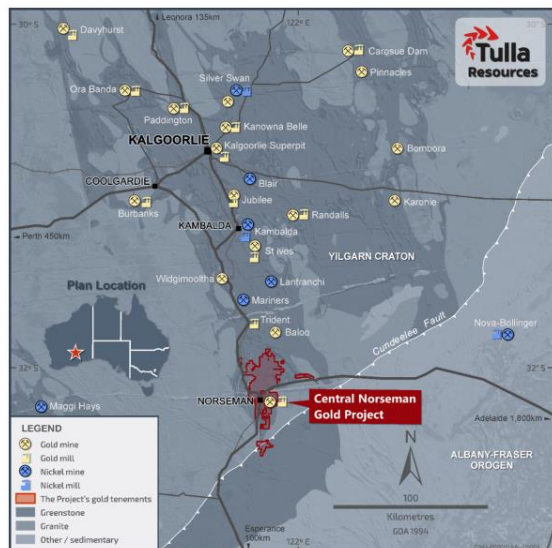 30° S
Leonora 135km
122° E
30° S
Davyhurst
Carosue Dam
Tulla
Resources
Pinnacles
Silver Swan
Ora Banda
Paddington
Kanowna Belle
KALGOORLIE
Kalgoorlie Superpit
Bombora
COOLGARDIE
Blair
Jubilee
Karonie
Burbanks
Randalls
KAMBALDA
Kambalda
Perth 450km
St Ives
YILGARN CRATON
Widgimooltha
Lanfranchi
Plan Location
Mariners
Cundeelee Fault
Trident
Nova-Bollinger
Baloo
32° S
32° S
NORSEMAN
Central Norseman
Gold Project
Maggi Hays
Adelaide 1,800km
LEGEND
Gold mine
Gold mill
Nickel mine
Nickel mill
The Project's gold tenements
Greenstone
Granite
Other / sedimentary
N
ALBANY-FRASER
OROGEN
100
Kilometres
GDA 1994
Esperance
100km
122° E